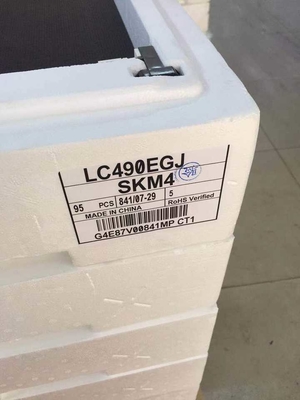 LC490EGJ
SKM4
95 PCS 841/07-29 5
MADE IN CHINA RoHS Verified
G4E87V00841MP CT1